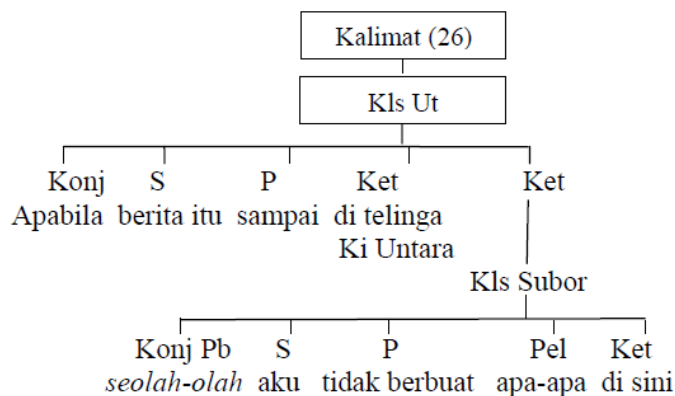 Kalimat (26)
Kls Ut
Konj S P Ket Ket
Apabila berita itu sampai di telinga
Ki Untara
Kls Subor
Konj Pb S P Pel Ket
seolah-olah aku tidak berbuat apa-apa di sini